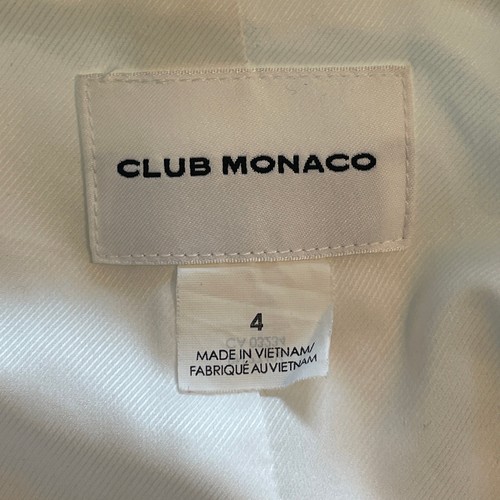 CLUB MONACO
4
MADE IN VIETNAM/
FABRIQUÉ AU VIETNAM